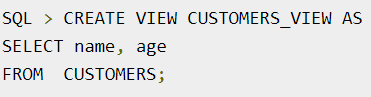 SQL > CREATE VIEW CUSTOMERS_VIEW AS
SELECT name, age
FROM  CUSTOMERS;